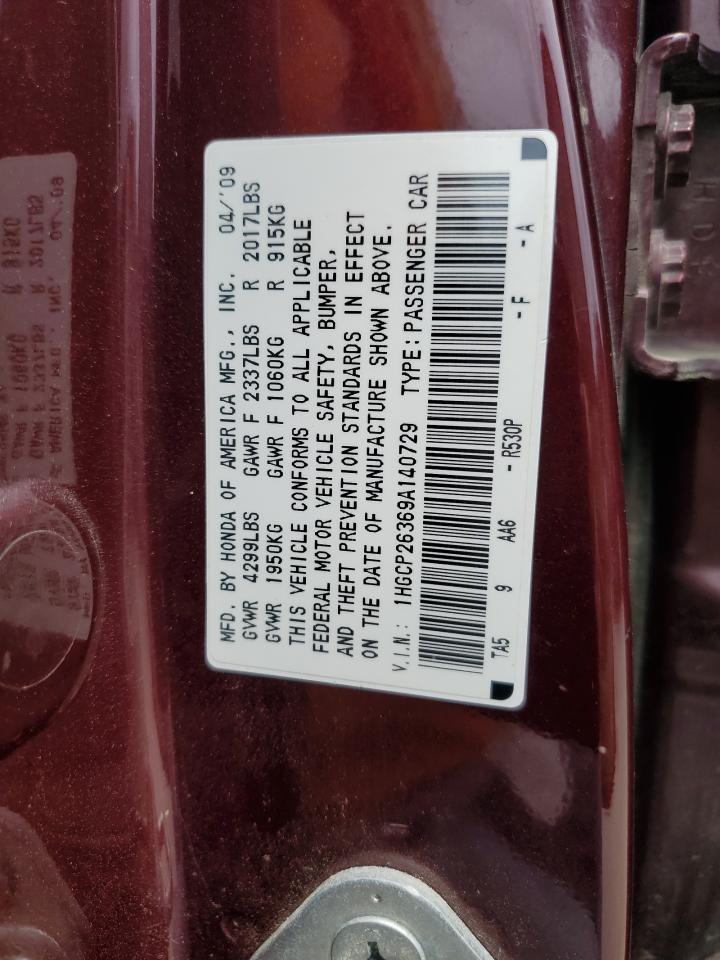 MFD. BY HONDA OF AMERICA MFG., INC. 04/'09
GVWR 4299LBS GAWR F 2337LBS R 2017LBS
GVWR 1950KG GAWR F 1060KG R 915KG
THIS VEHICLE CONFORMS TO ALL APPLICABLE
FEDERAL MOTOR VEHICLE SAFETY, BUMPER,
AND THEFT PREVENTION STANDARDS IN EFFECT
ON THE DATE OF MANUFACTURE SHOWN ABOVE.
V.I.N.: 1HGCP26369A140729 TYPE: PASSENGER CAR
TA5 9 AA6 - R530P - F - A